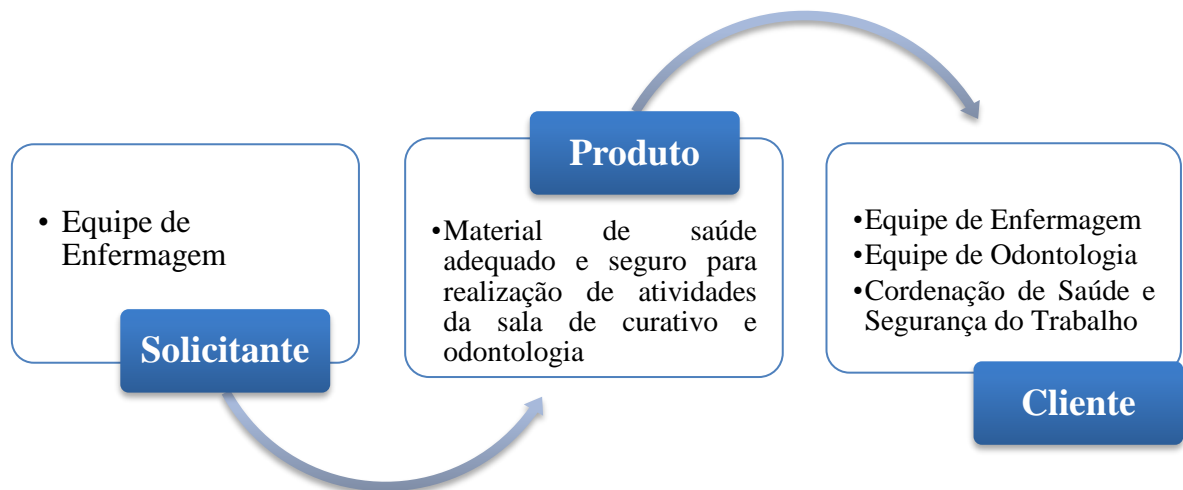 • Equipe de
Enfermagem
Solicitante
Produto
•Material de saúde
adequado e seguro para
realização de atividades
da sala de curativo e
odontologia
•Equipe de Enfermagem
•Equipe de Odontologia
•Cordenação de Saúde e
Segurança do Trabalho
Cliente